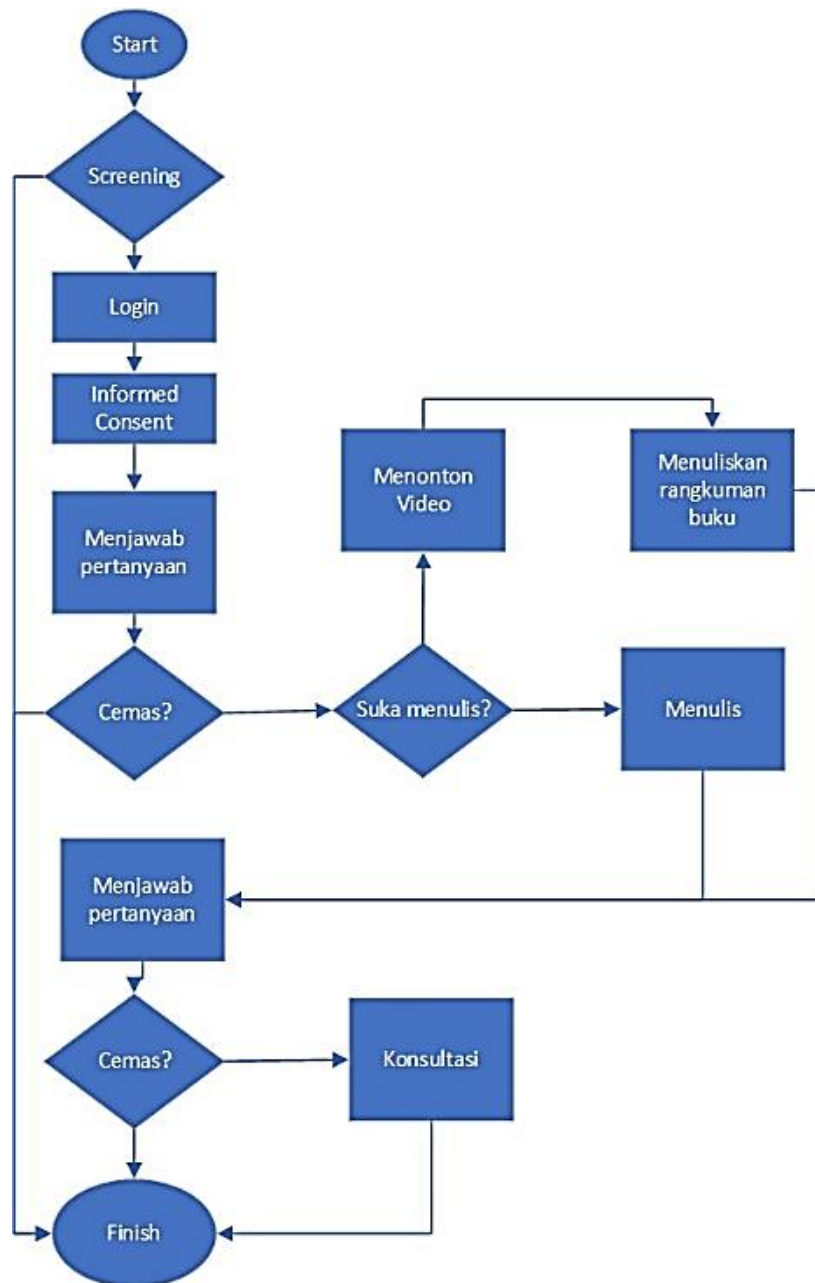 Start
Screening
Login
Informed
Consent
Menjawab
pertanyaan
Cemas?
Suka menulis?
Menonton
Video
Menuliskan
rangkuman
buku
Menulis
Menjawab
pertanyaan
Cemas?
Konsultasi
Finish